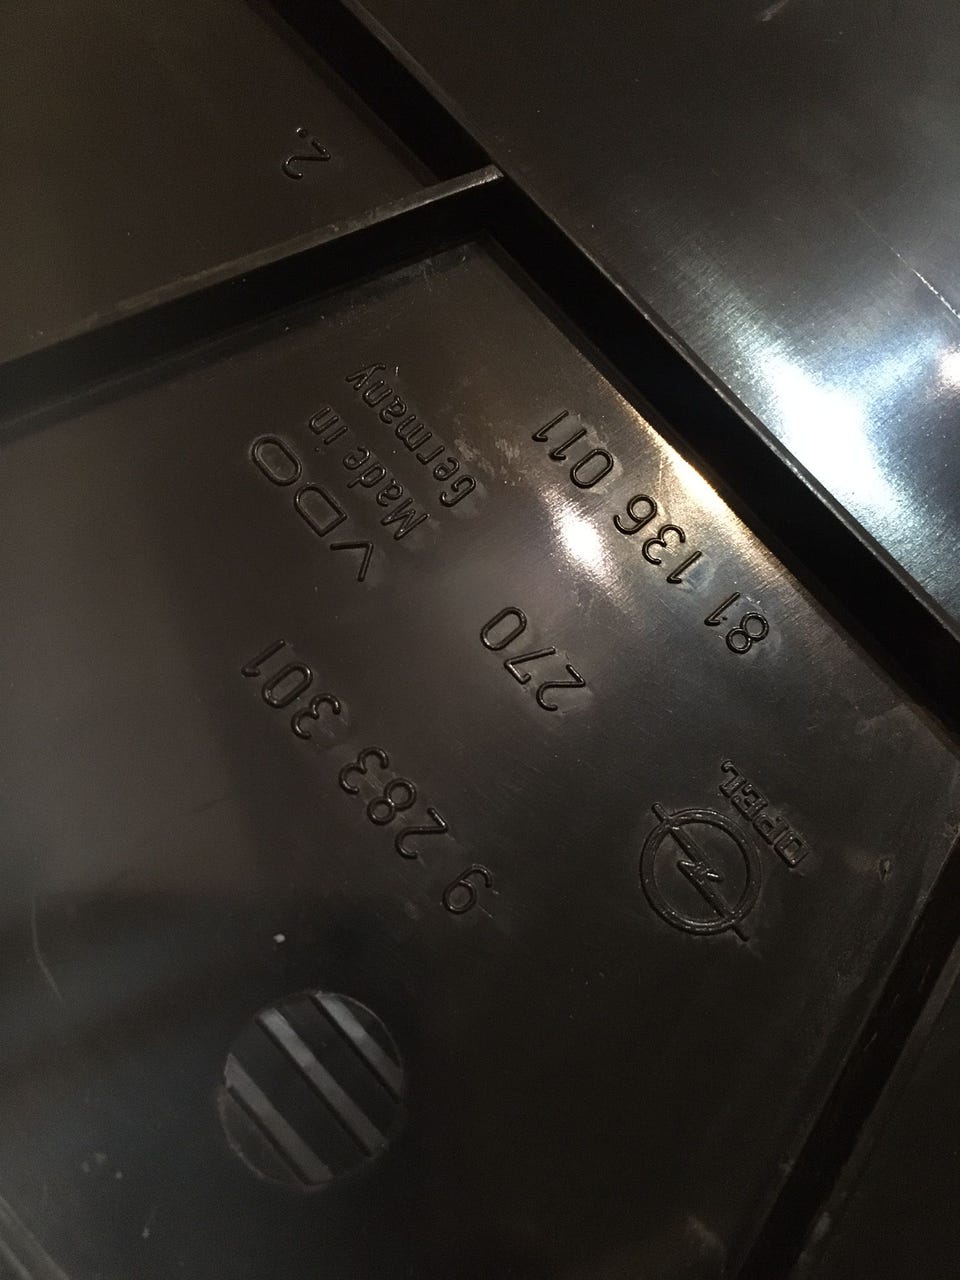 9 283 301
270
VDO
Made in
Germany
OPEL
81 136 011
2.